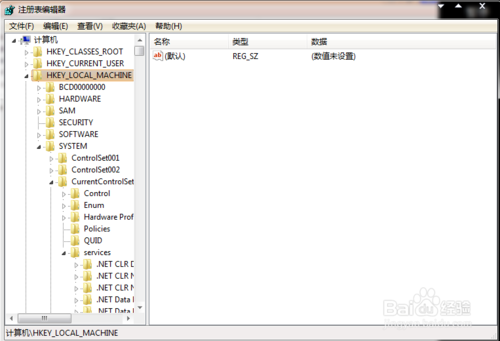 注册表编辑器
文件(F) 编辑(E) 查看(V) 收藏夹(A) 帮助(H)
计算机
HKEY_CLASSES_ROOT
HKEY_CURRENT_USER
HKEY_LOCAL_MACHINE
BCD00000000
HARDWARE
SAM
SECURITY
SOFTWARE
SYSTEM
ControlSet001
ControlSet002
CurrentControlSet
Control
Enum
Hardware Prof
Policies
QUID
services
.NET CLR D
.NET CLR N
.NET CLR N
.NET Data
.NET Data P
名称 类型 数据
ab (默认) REG_SZ (数值未设置)
Baidu 经验
jingyan.baidu.com
计算机\HKEY_LOCAL_MACHINE